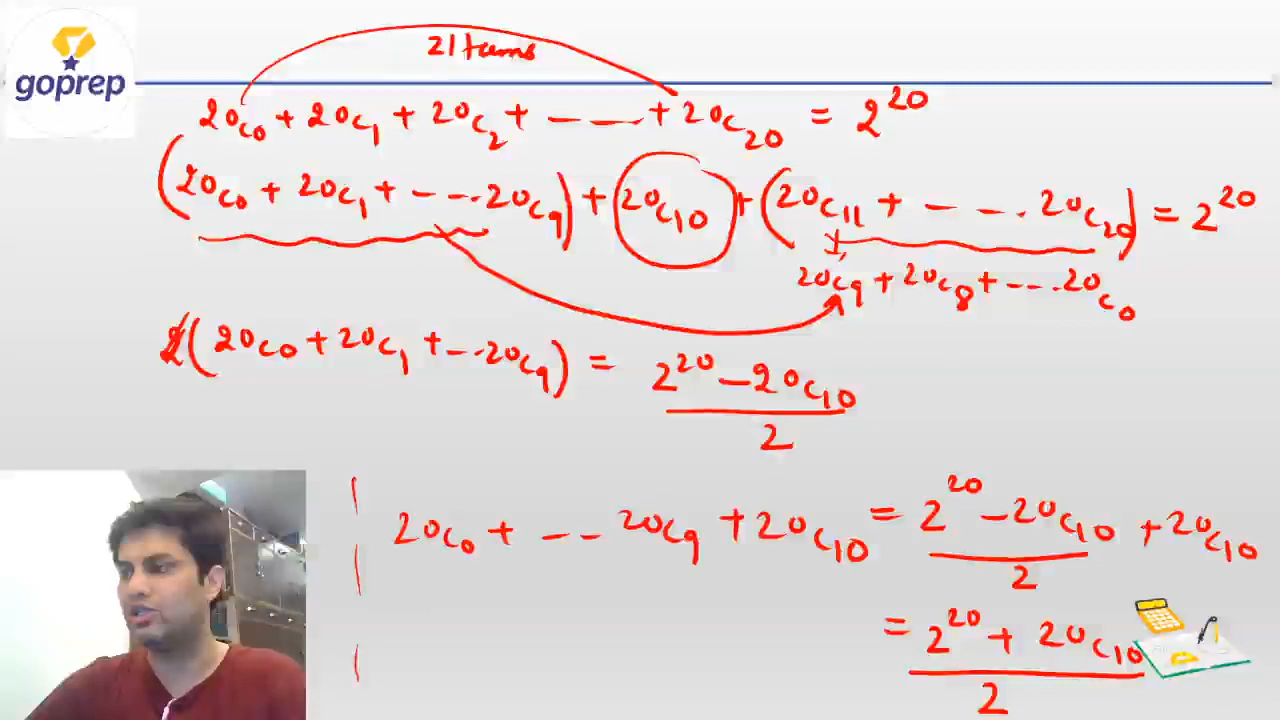 goprep
21 terms
20c0 + 20c1 + 20c2 + - - - + 20c20 = 2^20
(20c0 + 20c1 + - - - 20c9) + 20c10 + (20c11 + - - - . 20c20) = 2^20
20c9 + 20c8 + - - - 20c0
2(20c0 + 20c1 + - - - 20c9) = (2^20 - 20c10)/2
20c0 + - - 20c9 + 20c10 = (2^20 - 20c10)/2 + 20c10
= (2^20 + 20c10)/2